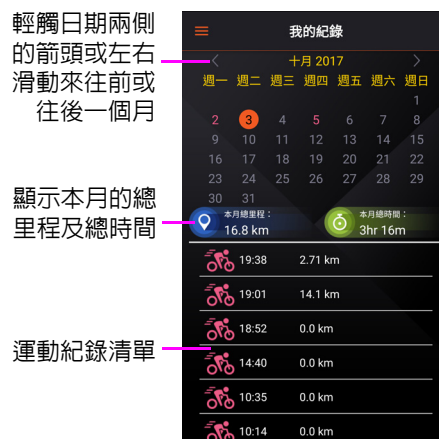 輕觸日期兩側
的箭頭或左右
滑動來往前或
往後一個月
顯示本月的總
里程及總時間
運動紀錄清單
我的紀錄
十月 2017
週一 週二 週三 週四 週五 週六 週日
1
2 3 4 5 6 7 8
9 10 11 12 13 14 15
16 17 18 19 20 21 22
23 24 25 26 27 28 29
30 31
本月總里程： 本月總時間：
16.8 km 3hr 16m
19:38 2.71 km
19:01 14.1 km
18:52 0.0 km
14:40 0.0 km
10:35 0.0 km
10:14 0.0 km